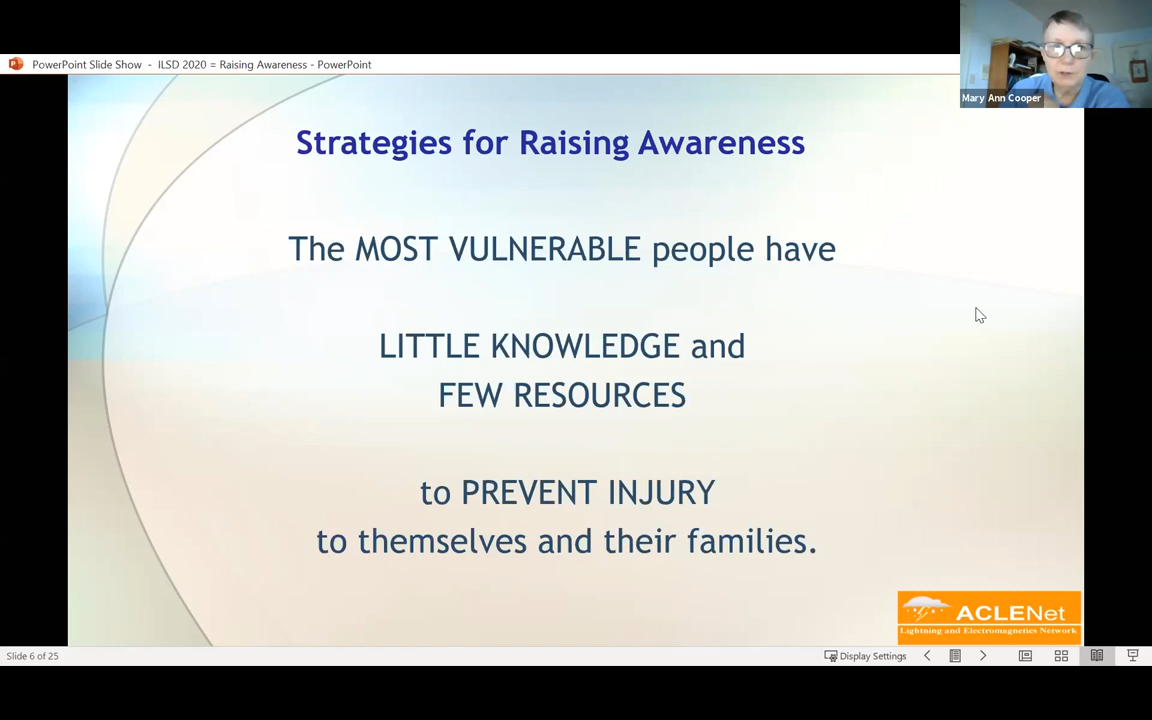 PowerPoint Slide Show - ILSD 2020 = Raising Awareness - PowerPoint
Mary Ann Cooper
Strategies for Raising Awareness
The MOST VULNERABLE people have
LITTLE KNOWLEDGE and
FEW RESOURCES
to PREVENT INJURY
to themselves and their families.
ACLENet
Lightning and Electromagnetics Network
Slide 6 of 25
Display Settings